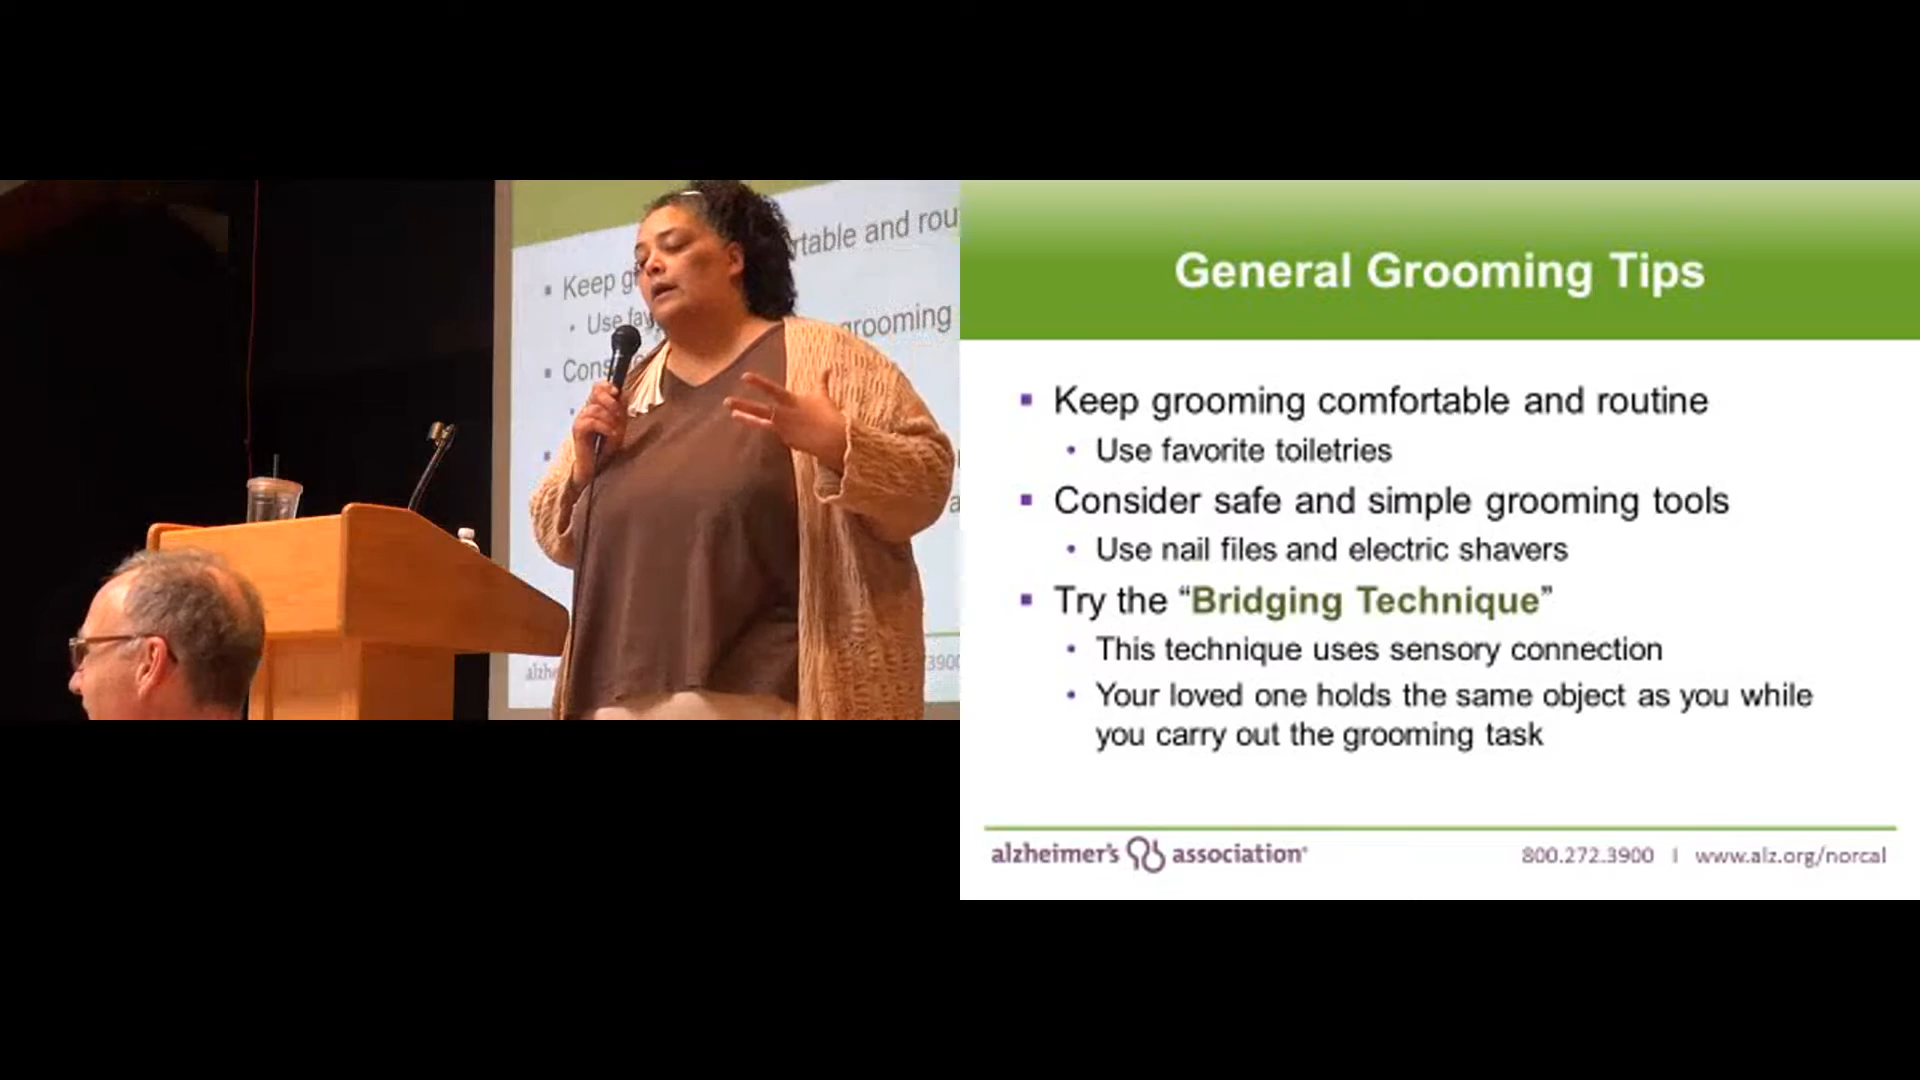 rtable and rou
Keep g
Use fav
grooming
Cons
alzhe
3900
General Grooming Tips
Keep grooming comfortable and routine
Use favorite toiletries
Consider safe and simple grooming tools
Use nail files and electric shavers
Try the “Bridging Technique”
This technique uses sensory connection
Your loved one holds the same object as you while
you carry out the grooming task
alzheimer's association®
800.272.3900 | www.alz.org/norcal